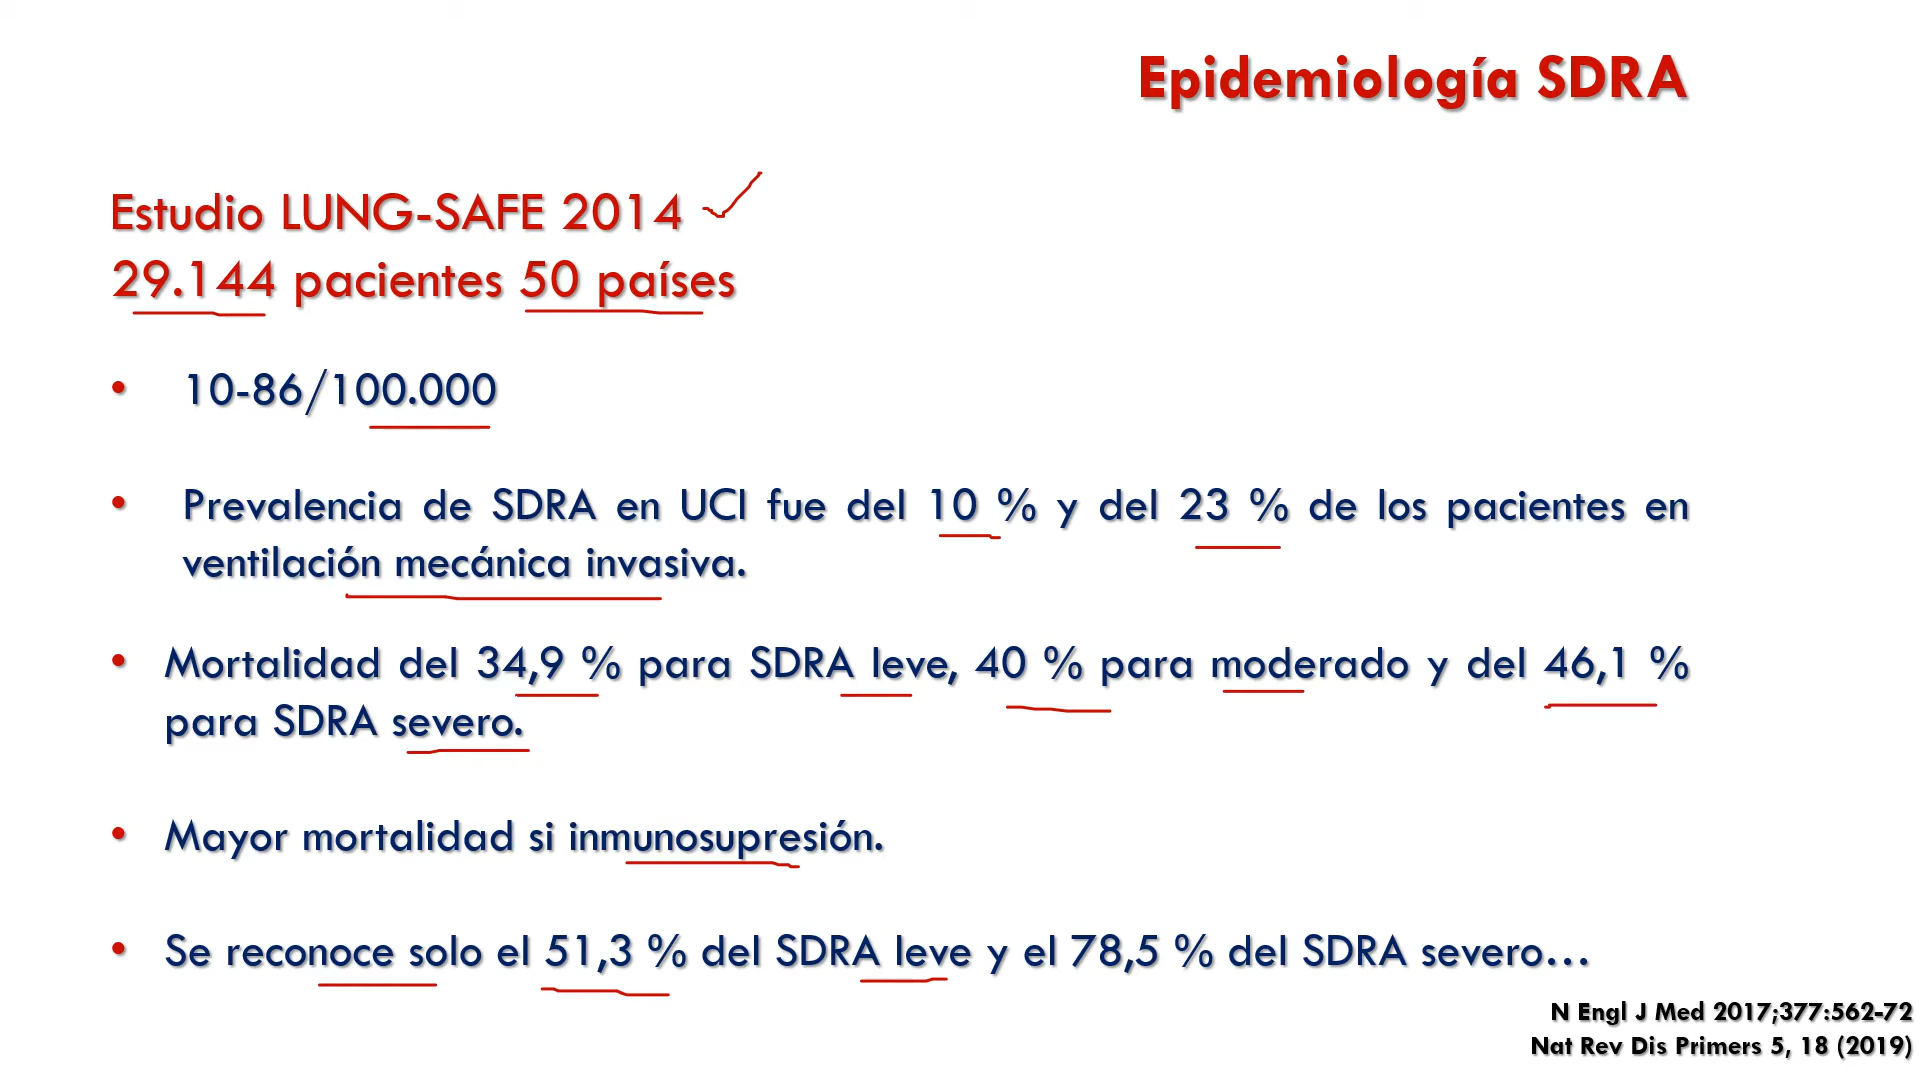 Epidemiología SDRA
Estudio LUNG-SAFE 2014
29.144 pacientes 50 países
• 10-86/100.000
• Prevalencia de SDRA en UCI fue del 10 % y del 23 % de los pacientes en
ventilación mecánica invasiva.
• Mortalidad del 34,9 % para SDRA leve, 40 % para moderado y del 46,1 %
para SDRA severo.
• Mayor mortalidad si inmunosupresión.
• Se reconoce solo el 51,3 % del SDRA leve y el 78,5 % del SDRA severo...
N Engl J Med 2017;377:562-72
Nat Rev Dis Primers 5, 18 (2019)